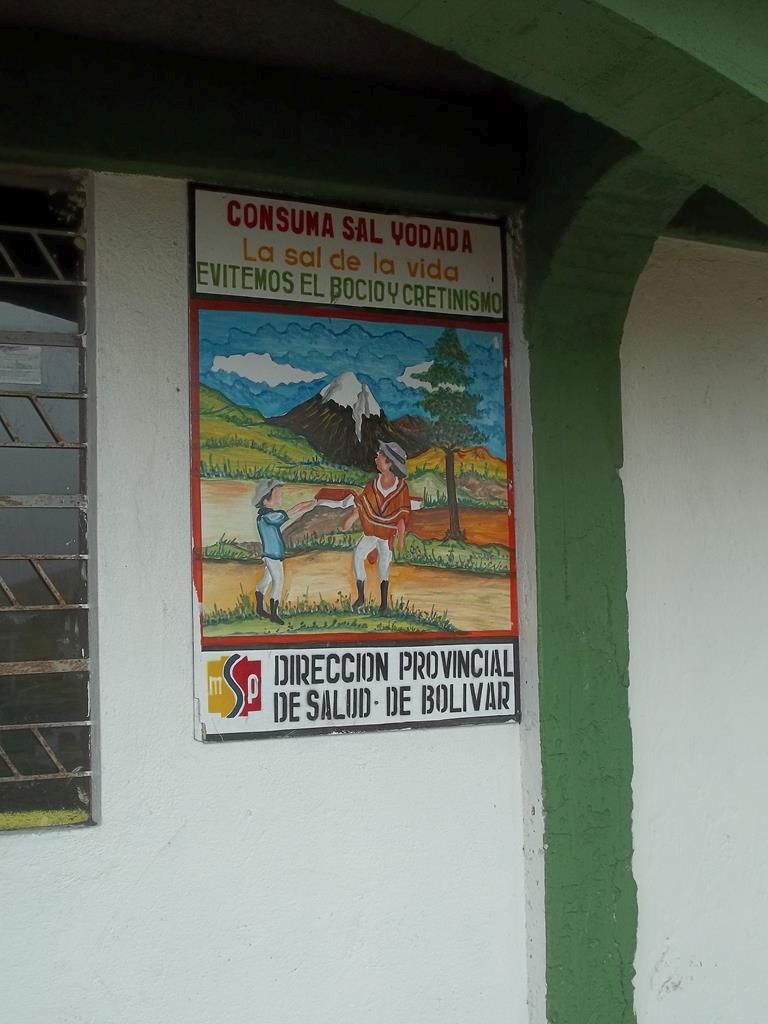 CONSUMA SAL YODADA
La sal de la vida
EVITEMOS EL BOCIO Y CRETINISMO
mSp
DIRECCION PROVINCIAL
DE SALUD · DE BOLIVAR